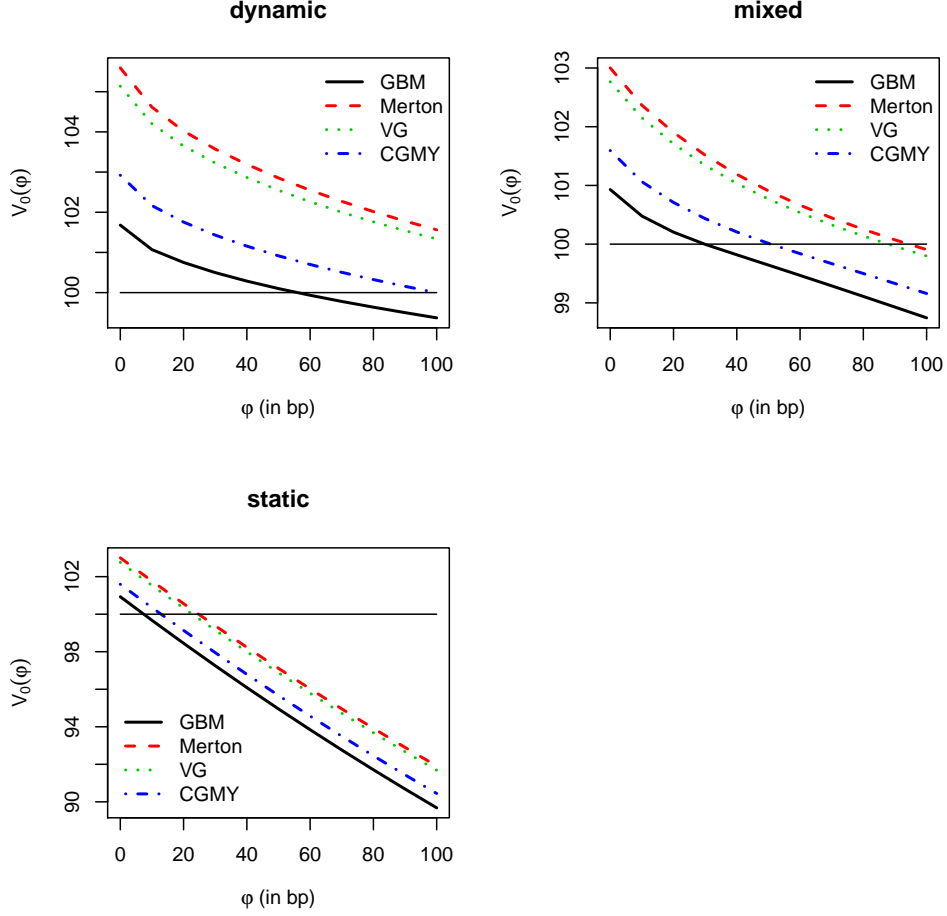 dynamic
V₀(φ)
100 102 104
GBM
Merton
VG
CGMY
0 20 40 60 80 100
φ (in bp)
mixed
V₀(φ)
99 100 101 102 103
GBM
Merton
VG
CGMY
0 20 40 60 80 100
φ (in bp)
static
V₀(φ)
90 94 98 102
GBM
Merton
VG
CGMY
0 20 40 60 80 100
φ (in bp)